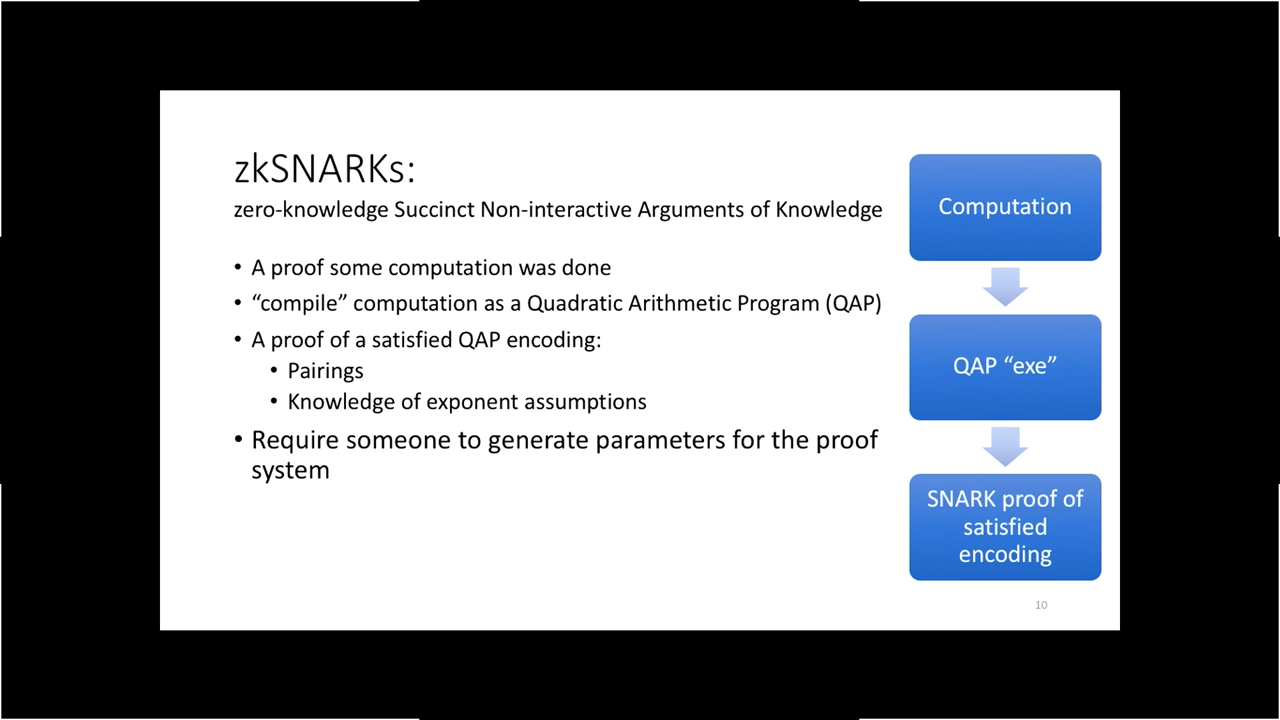 zkSNARKs:
zero-knowledge Succinct Non-interactive Arguments of Knowledge
• A proof some computation was done
• “compile” computation as a Quadratic Arithmetic Program (QAP)
• A proof of a satisfied QAP encoding:
• Pairings
• Knowledge of exponent assumptions
• Require someone to generate parameters for the proof
system
Computation
QAP “exe”
SNARK proof of
satisfied
encoding
10